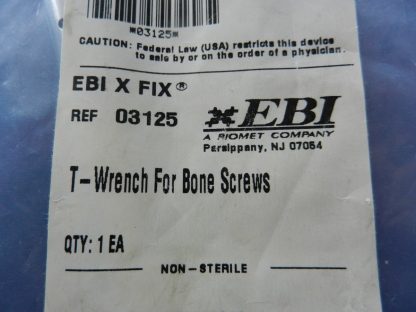 *03125*
CAUTION: Federal Law (USA) restricts this device
to sale by or on the order of a physician.
EBI X FIX®
REF 03125
EBI
A BIOMET COMPANY
Parsippany, NJ 07054
T-Wrench For Bone Screws
QTY: 1 EA
NON-STERILE